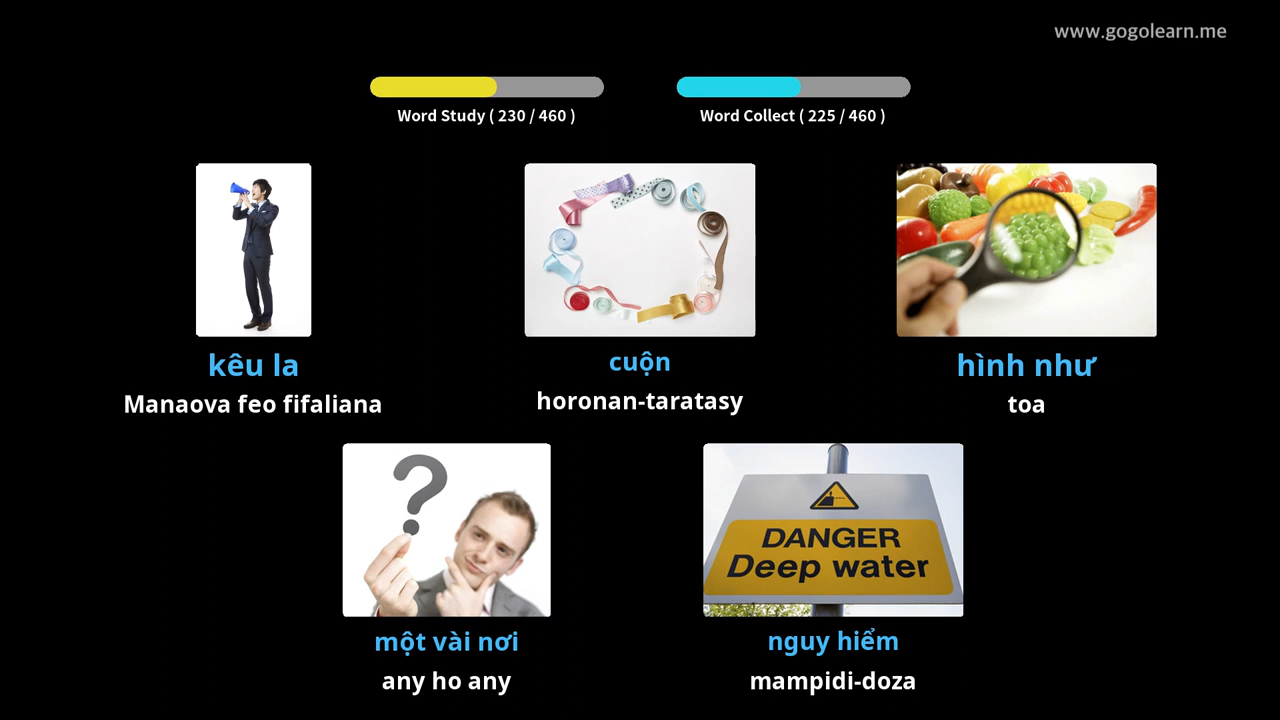 www.gogolearn.me
Word Study ( 230 / 460 )
Word Collect ( 225 / 460 )
kêu la
Manaova feo fifaliana
cuộn
horonan-taratasy
hình như
toa
một vài nơi
any ho any
DANGER
Deep water
nguy hiểm
mampidi-doza